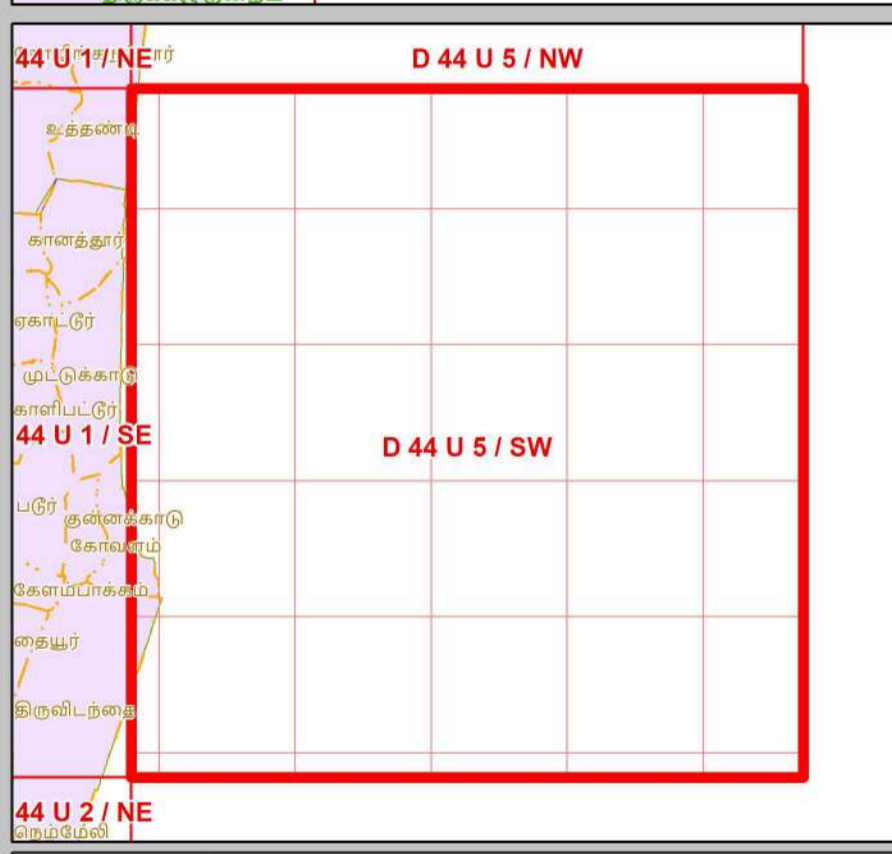 44 U 1 / NE
D 44 U 5 / NW
உத்தண்டி
கானத்தூர்
ஏகாட்டூர்
முட்டுக்காடு
காளிபட்டூர்
44 U 1 / SE
D 44 U 5 / SW
படூர்
குன்னக்காடு
கோவளம்
கேளம்பாக்கம்
தையூர்
திருவிடந்தை
44 U 2 / NE
நெம்மேலி